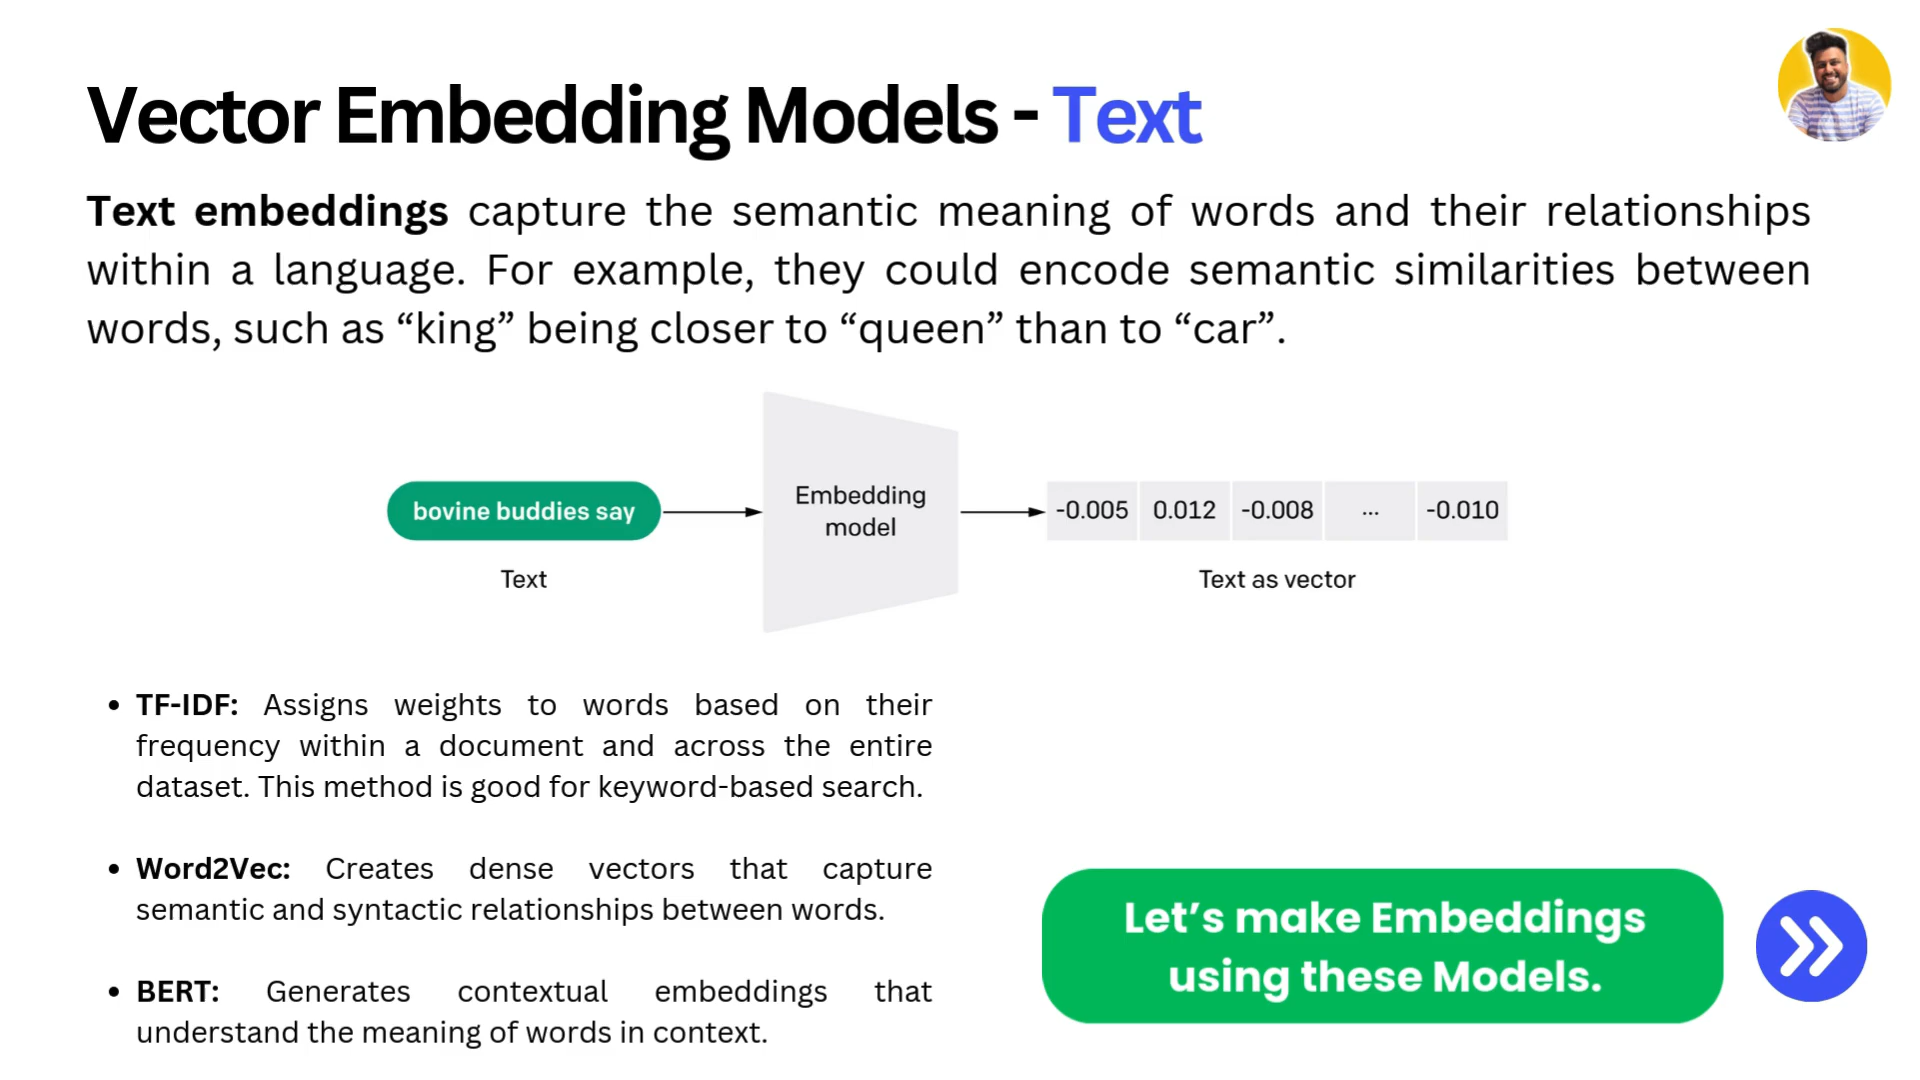 Vector Embedding Models - Text
Text embeddings capture the semantic meaning of words and their relationships
within a language. For example, they could encode semantic similarities between
words, such as “king” being closer to “queen” than to “car”.
bovine buddies say
Text
Embedding
model
-0.005 0.012 -0.008 ... -0.010
Text as vector
• TF-IDF: Assigns weights to words based on their
frequency within a document and across the entire
dataset. This method is good for keyword-based search.
• Word2Vec: Creates dense vectors that capture
semantic and syntactic relationships between words.
• BERT: Generates contextual embeddings that
understand the meaning of words in context.
Let’s make Embeddings
using these Models.